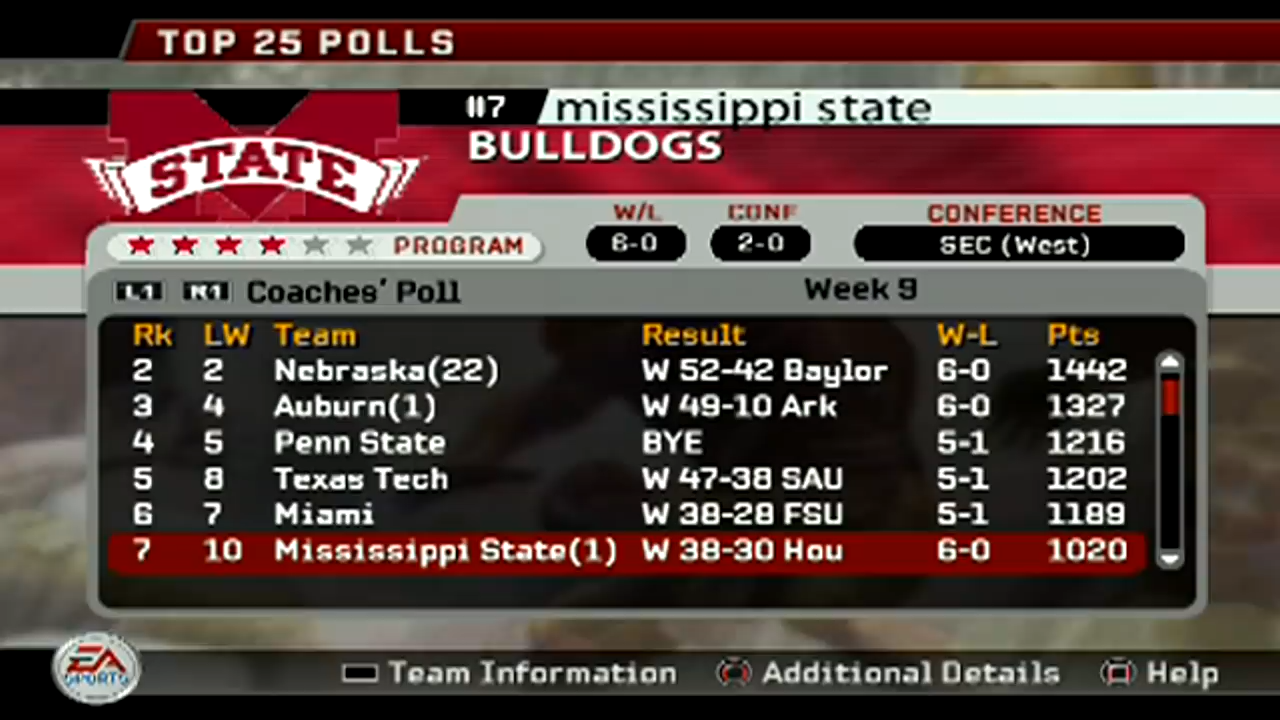 TOP 25 POLLS
#7 mississippi state
BULLDOGS
STATE
W/L CONF CONFERENCE
PROGRAM 6-0 2-0 SEC (West)
L1 R1 Coaches' Poll Week 9
Rk LW Team Result W-L Pts
2 2 Nebraska(22) W 52-42 Baylor 6-0 1442
3 4 Auburn(1) W 49-10 Ark 6-0 1327
4 5 Penn State BYE 5-1 1216
5 8 Texas Tech W 47-38 SAU 5-1 1202
6 7 Miami W 38-28 FSU 5-1 1189
7 10 Mississippi State(1) W 38-30 Hou 6-0 1020
EA SPORTS Team Information Additional Details Help